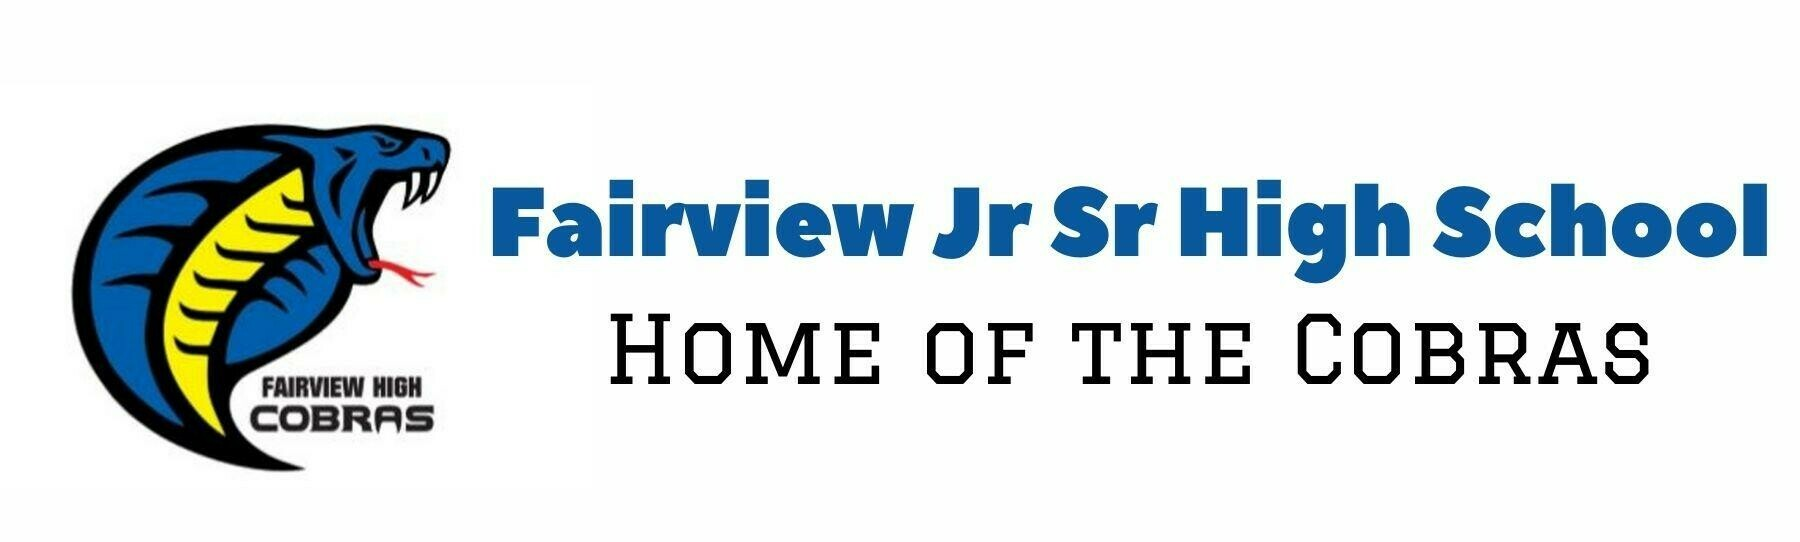 Fairview Jr Sr High School
HOME OF THE COBRAS
FAIRVIEW HIGH
COBRAS